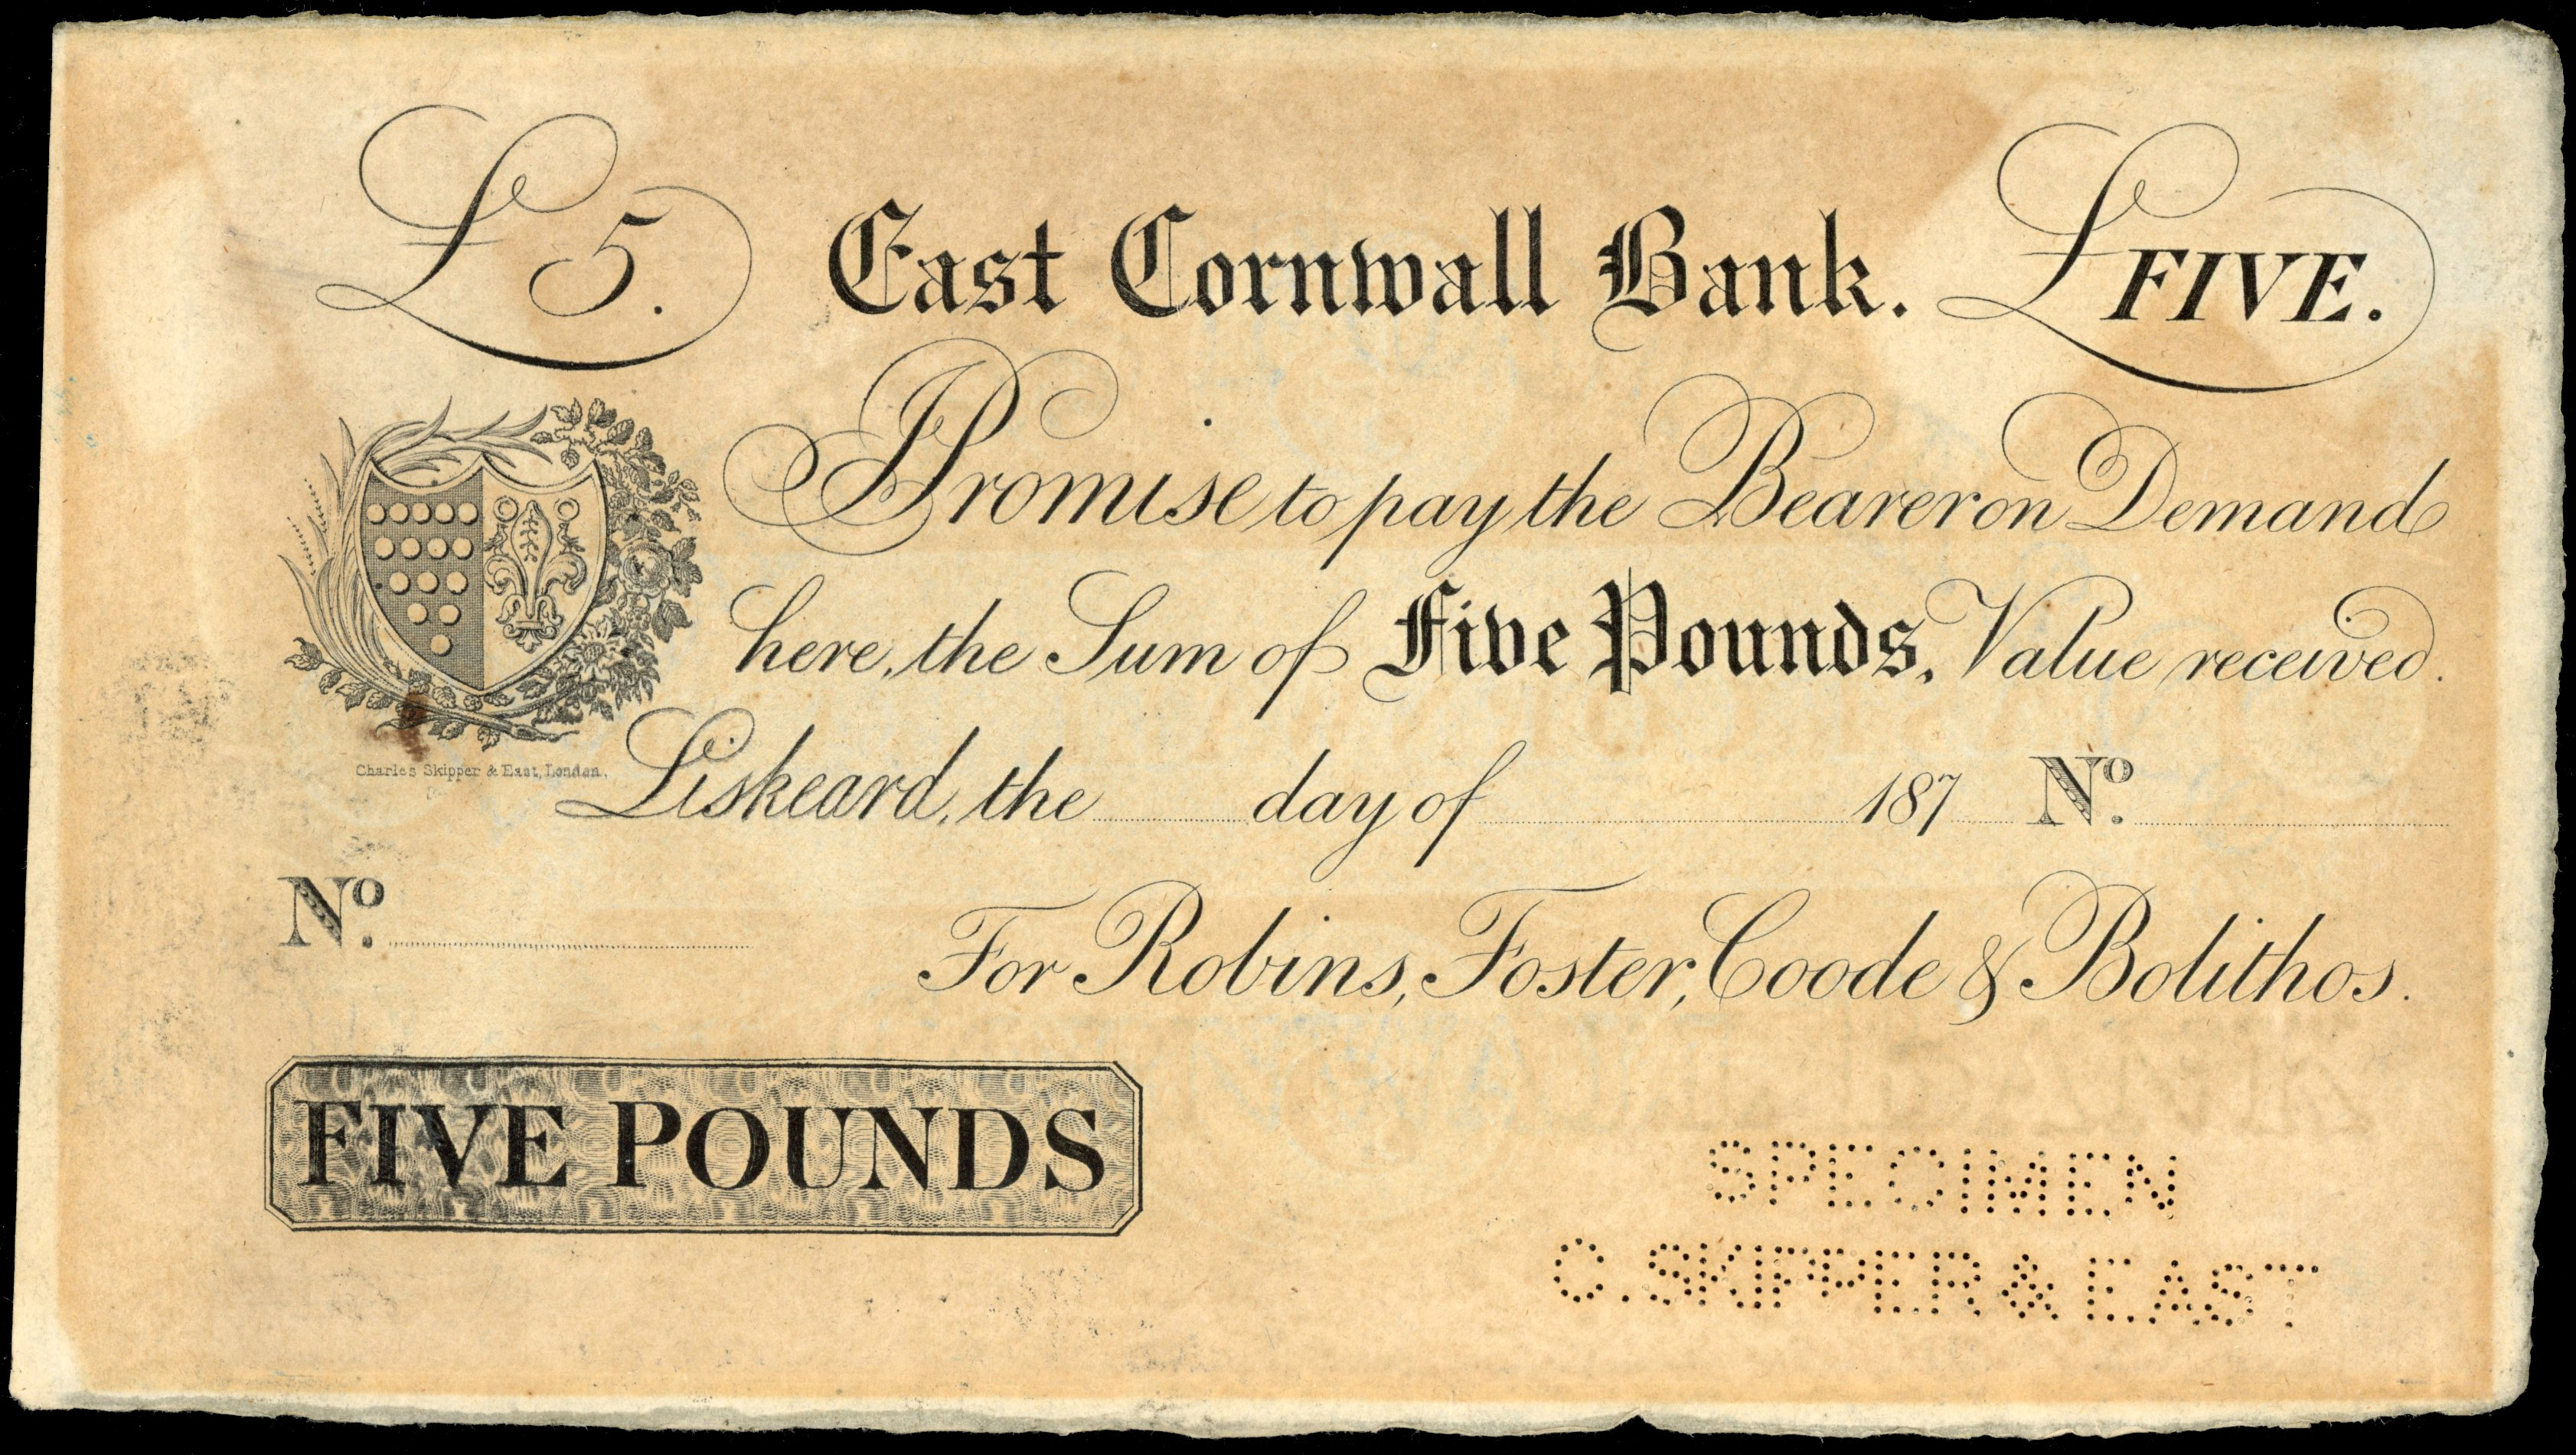 £5. East Cornwall Bank. £FIVE.
I Promise to pay the Bearer on Demand
here, the Sum of Five Pounds, Value received.
Charles Skipper & East, London.
Liskeard, the day of 187 No.
No.
For Robins, Foster, Coode & Bolithos.
FIVE POUNDS
SPECIMEN
C. SKIPPER & EAST